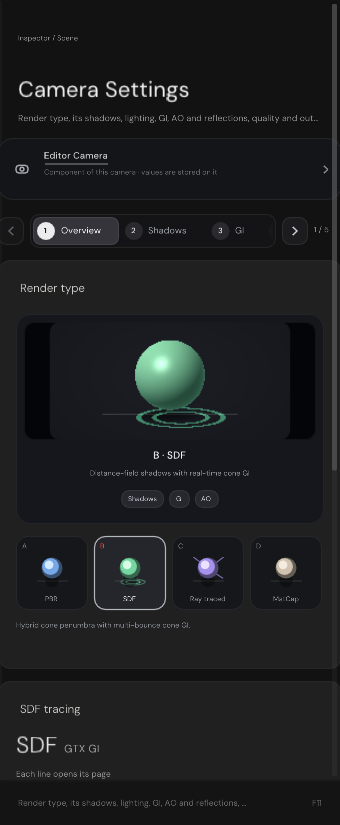 Inspector / Scene
Camera Settings
Render type, its shadows, lighting, GI, AO and reflections, quality and out...
Editor Camera
Component of this camera · values are stored on it
1 Overview 2 Shadows 3 GI 1 / 5
Render type
B · SDF
Distance-field shadows with real-time cone GI
Shadows G AO
A B C D
PBR SDF Ray traced MatCap
Hybrid cone penumbra with multi-bounce cone GI.
SDF tracing
SDF GTX GI
Each line opens its page
Render type, its shadows, lighting, GI, AO and reflections, ... F11